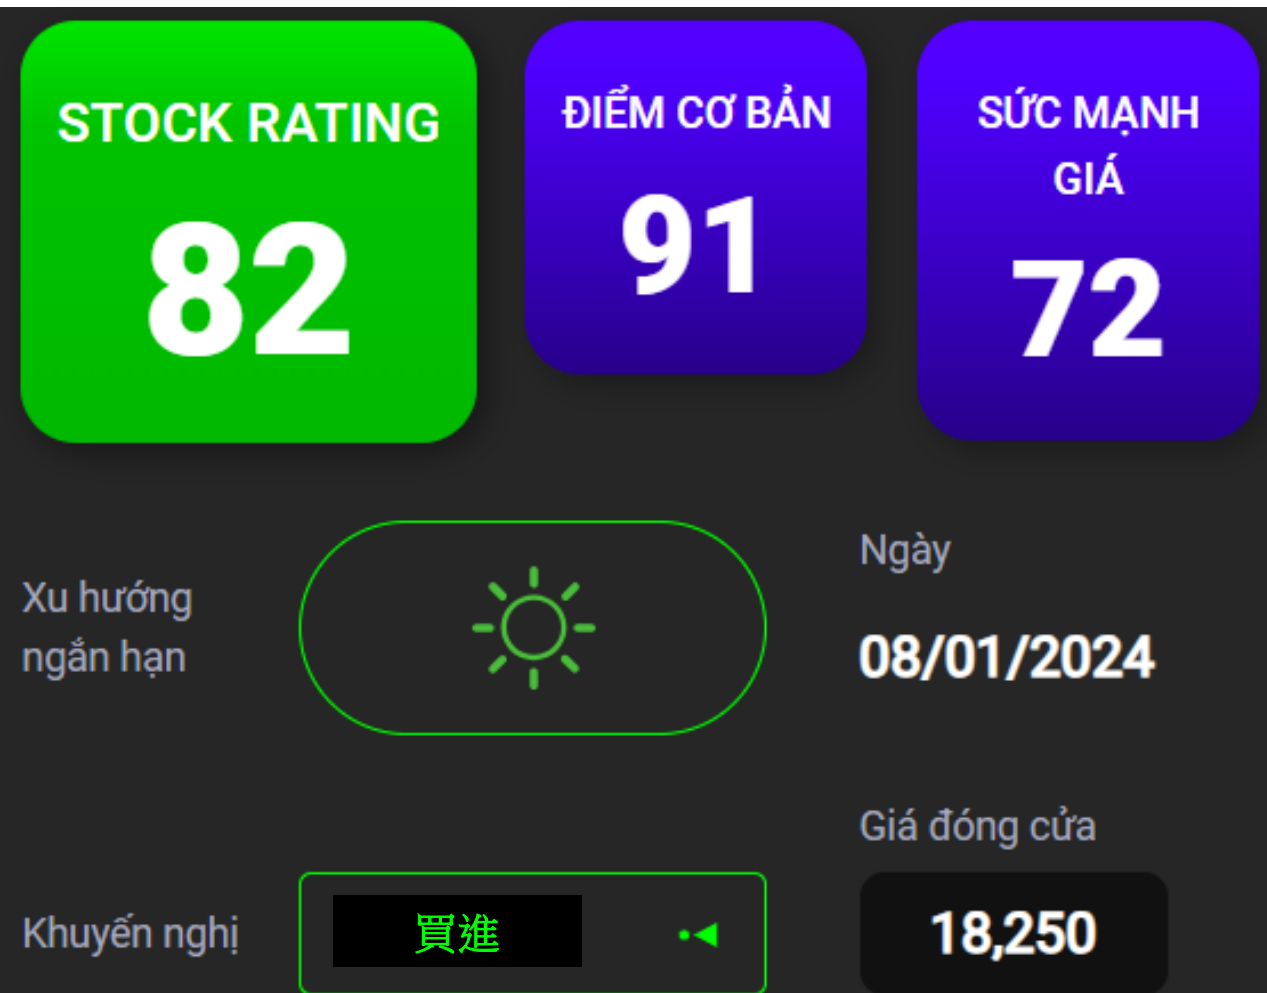 STOCK RATING
82
ĐIỂM CƠ BẢN
91
SỨC MẠNH
GIÁ
72
Xu hướng
ngắn hạn
Ngày
08/01/2024
Khuyến nghị
買進
Giá đóng cửa
18,250